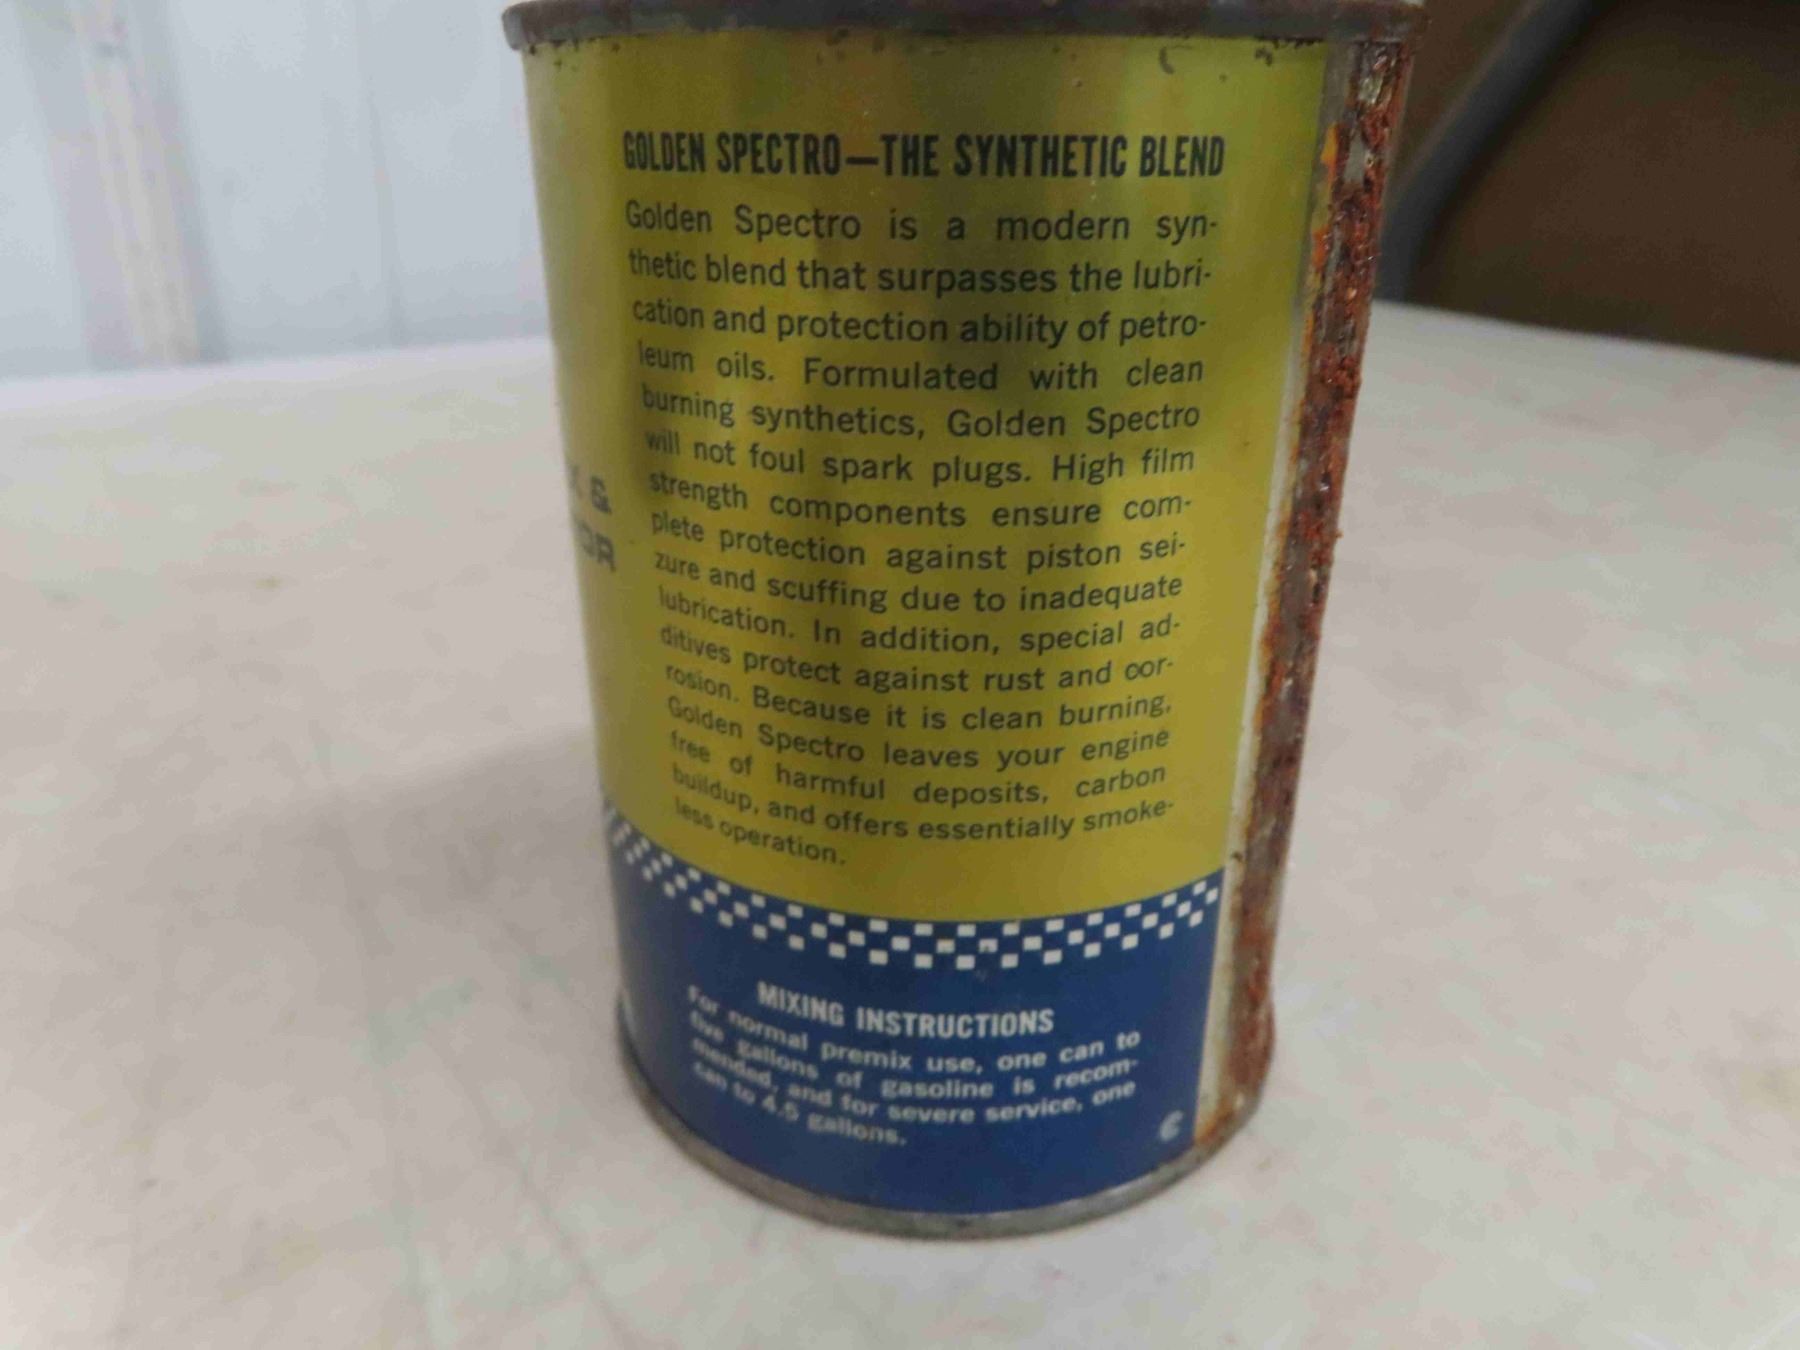 GOLDEN SPECTRO—THE SYNTHETIC BLEND
Golden Spectro is a modern syn-
thetic blend that surpasses the lubri-
cation and protection ability of petro-
leum oils. Formulated with clean
burning synthetics, Golden Spectro
will not foul spark plugs. High film
strength components ensure com-
plete protection against piston sei-
zure and scuffing due to inadequate
lubrication. In addition, special ad-
ditives protect against rust and cor-
rosion. Because it is clean burning,
Golden Spectro leaves your engine
free of harmful deposits, carbon
buildup, and offers essentially smoke-
less operation.
&
MIXING INSTRUCTIONS
For normal premix use, one can to
five gallons of gasoline is recom-
mended, and for severe service, one
can to 4.5 gallons.